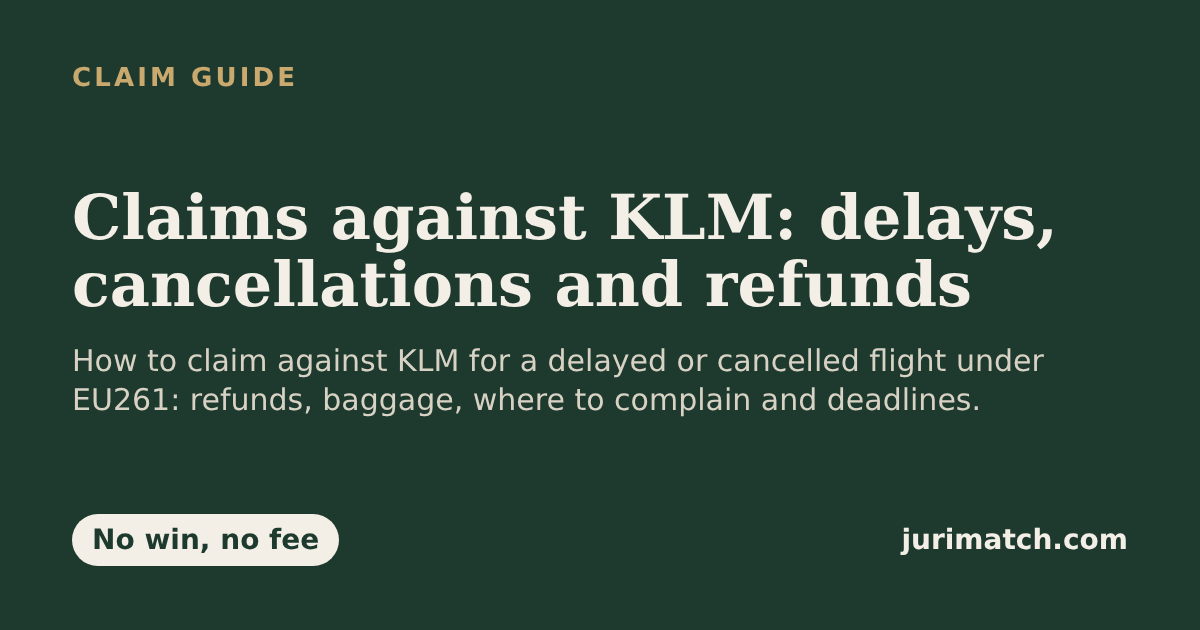 CLAIM GUIDE
Claims against KLM: delays,
cancellations and refunds
How to claim against KLM for a delayed or cancelled flight under
EU261: refunds, baggage, where to complain and deadlines.
No win, no fee
jurimatch.com